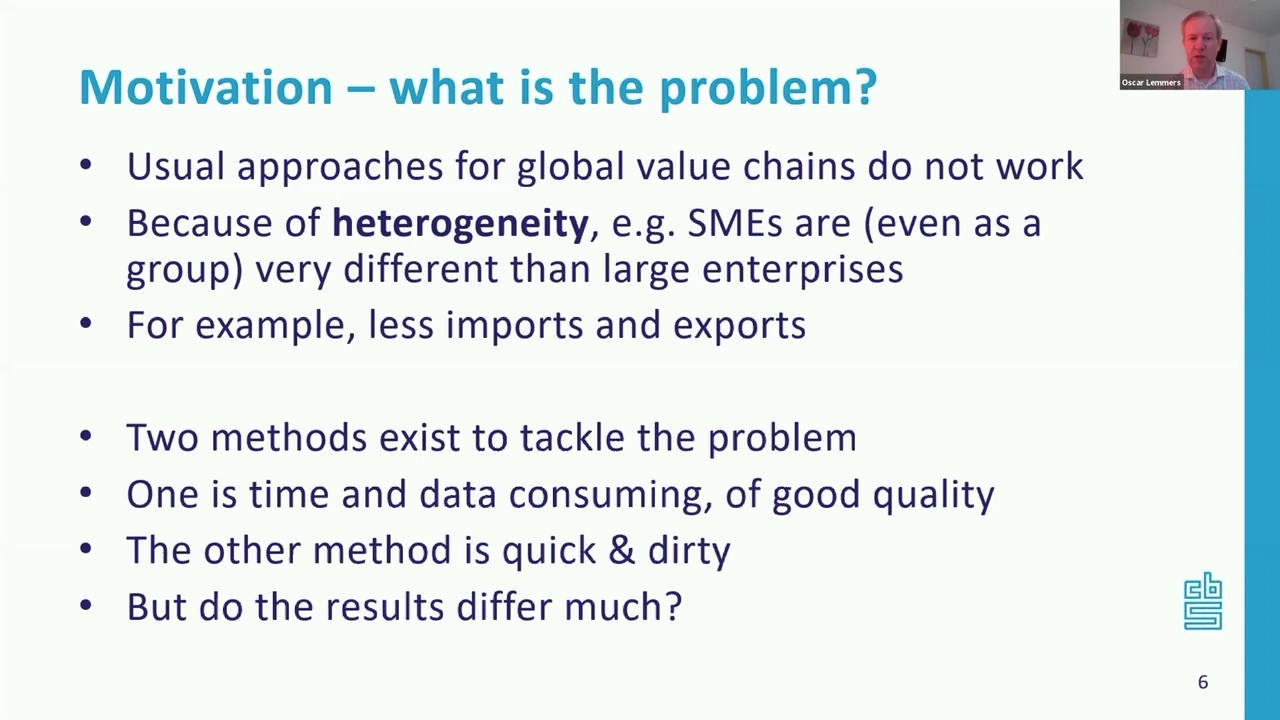 Motivation – what is the problem?
Oscar Lemmers
• Usual approaches for global value chains do not work
• Because of heterogeneity, e.g. SMEs are (even as a
group) very different than large enterprises
• For example, less imports and exports
• Two methods exist to tackle the problem
• One is time and data consuming, of good quality
• The other method is quick & dirty
• But do the results differ much?
cbs
6